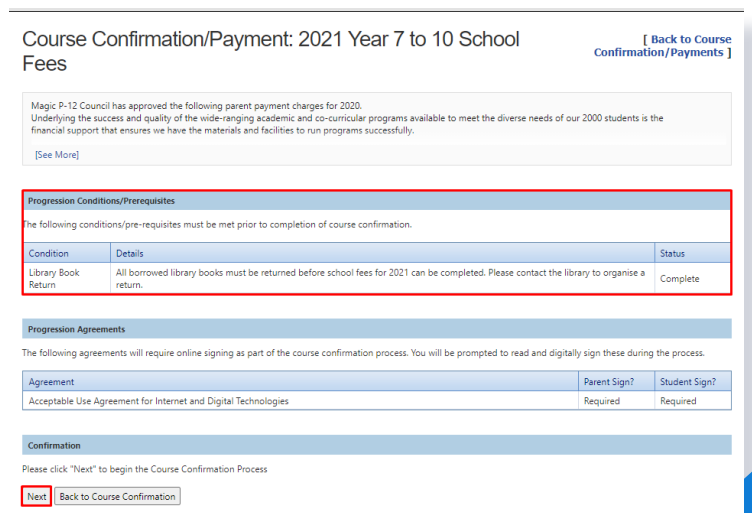 Course Confirmation/Payment: 2021 Year 7 to 10 School
Fees
[ Back to Course
Confirmation/Payments ]
Magic P-12 Council has approved the following parent payment charges for 2020.
Underlying the success and quality of the wide-ranging academic and co-curricular programs available to meet the diverse needs of our 2000 students is the
financial support that ensures we have the materials and facilities to run programs successfully.
[See More]
Progression Conditions/Prerequisites
The following conditions/pre-requisites must be met prior to completion of course confirmation.
Condition Details Status
Library Book
Return
All borrowed library books must be returned before school fees for 2021 can be completed. Please contact the library to organise a
return.
Complete
Progression Agreements
The following agreements will require online signing as part of the course confirmation process. You will be prompted to read and digitally sign these during the process.
Agreement Parent Sign? Student Sign?
Acceptable Use Agreement for Internet and Digital Technologies Required Required
Confirmation
Please click "Next" to begin the Course Confirmation Process
Next Back to Course Confirmation